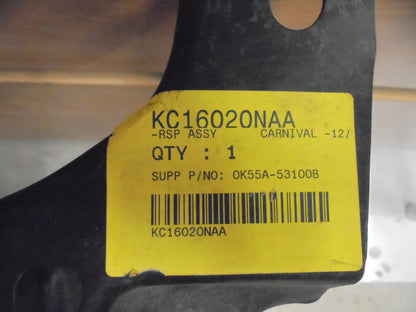 KC16020NAA
-RSP ASSY CARNIVAL -12/
QTY : 1
SUPP P/NO: 0K55A-53100B
KC16020NAA